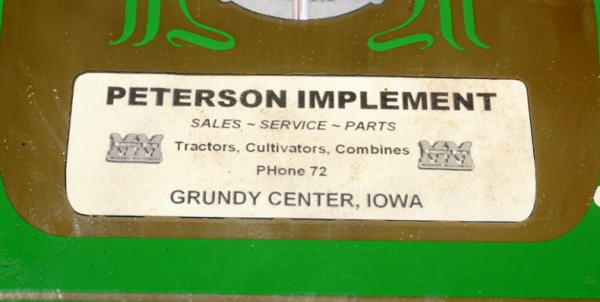 PETERSON IMPLEMENT
SALES ~ SERVICE ~ PARTS
Tractors, Cultivators, Combines
PHone 72
GRUNDY CENTER, IOWA